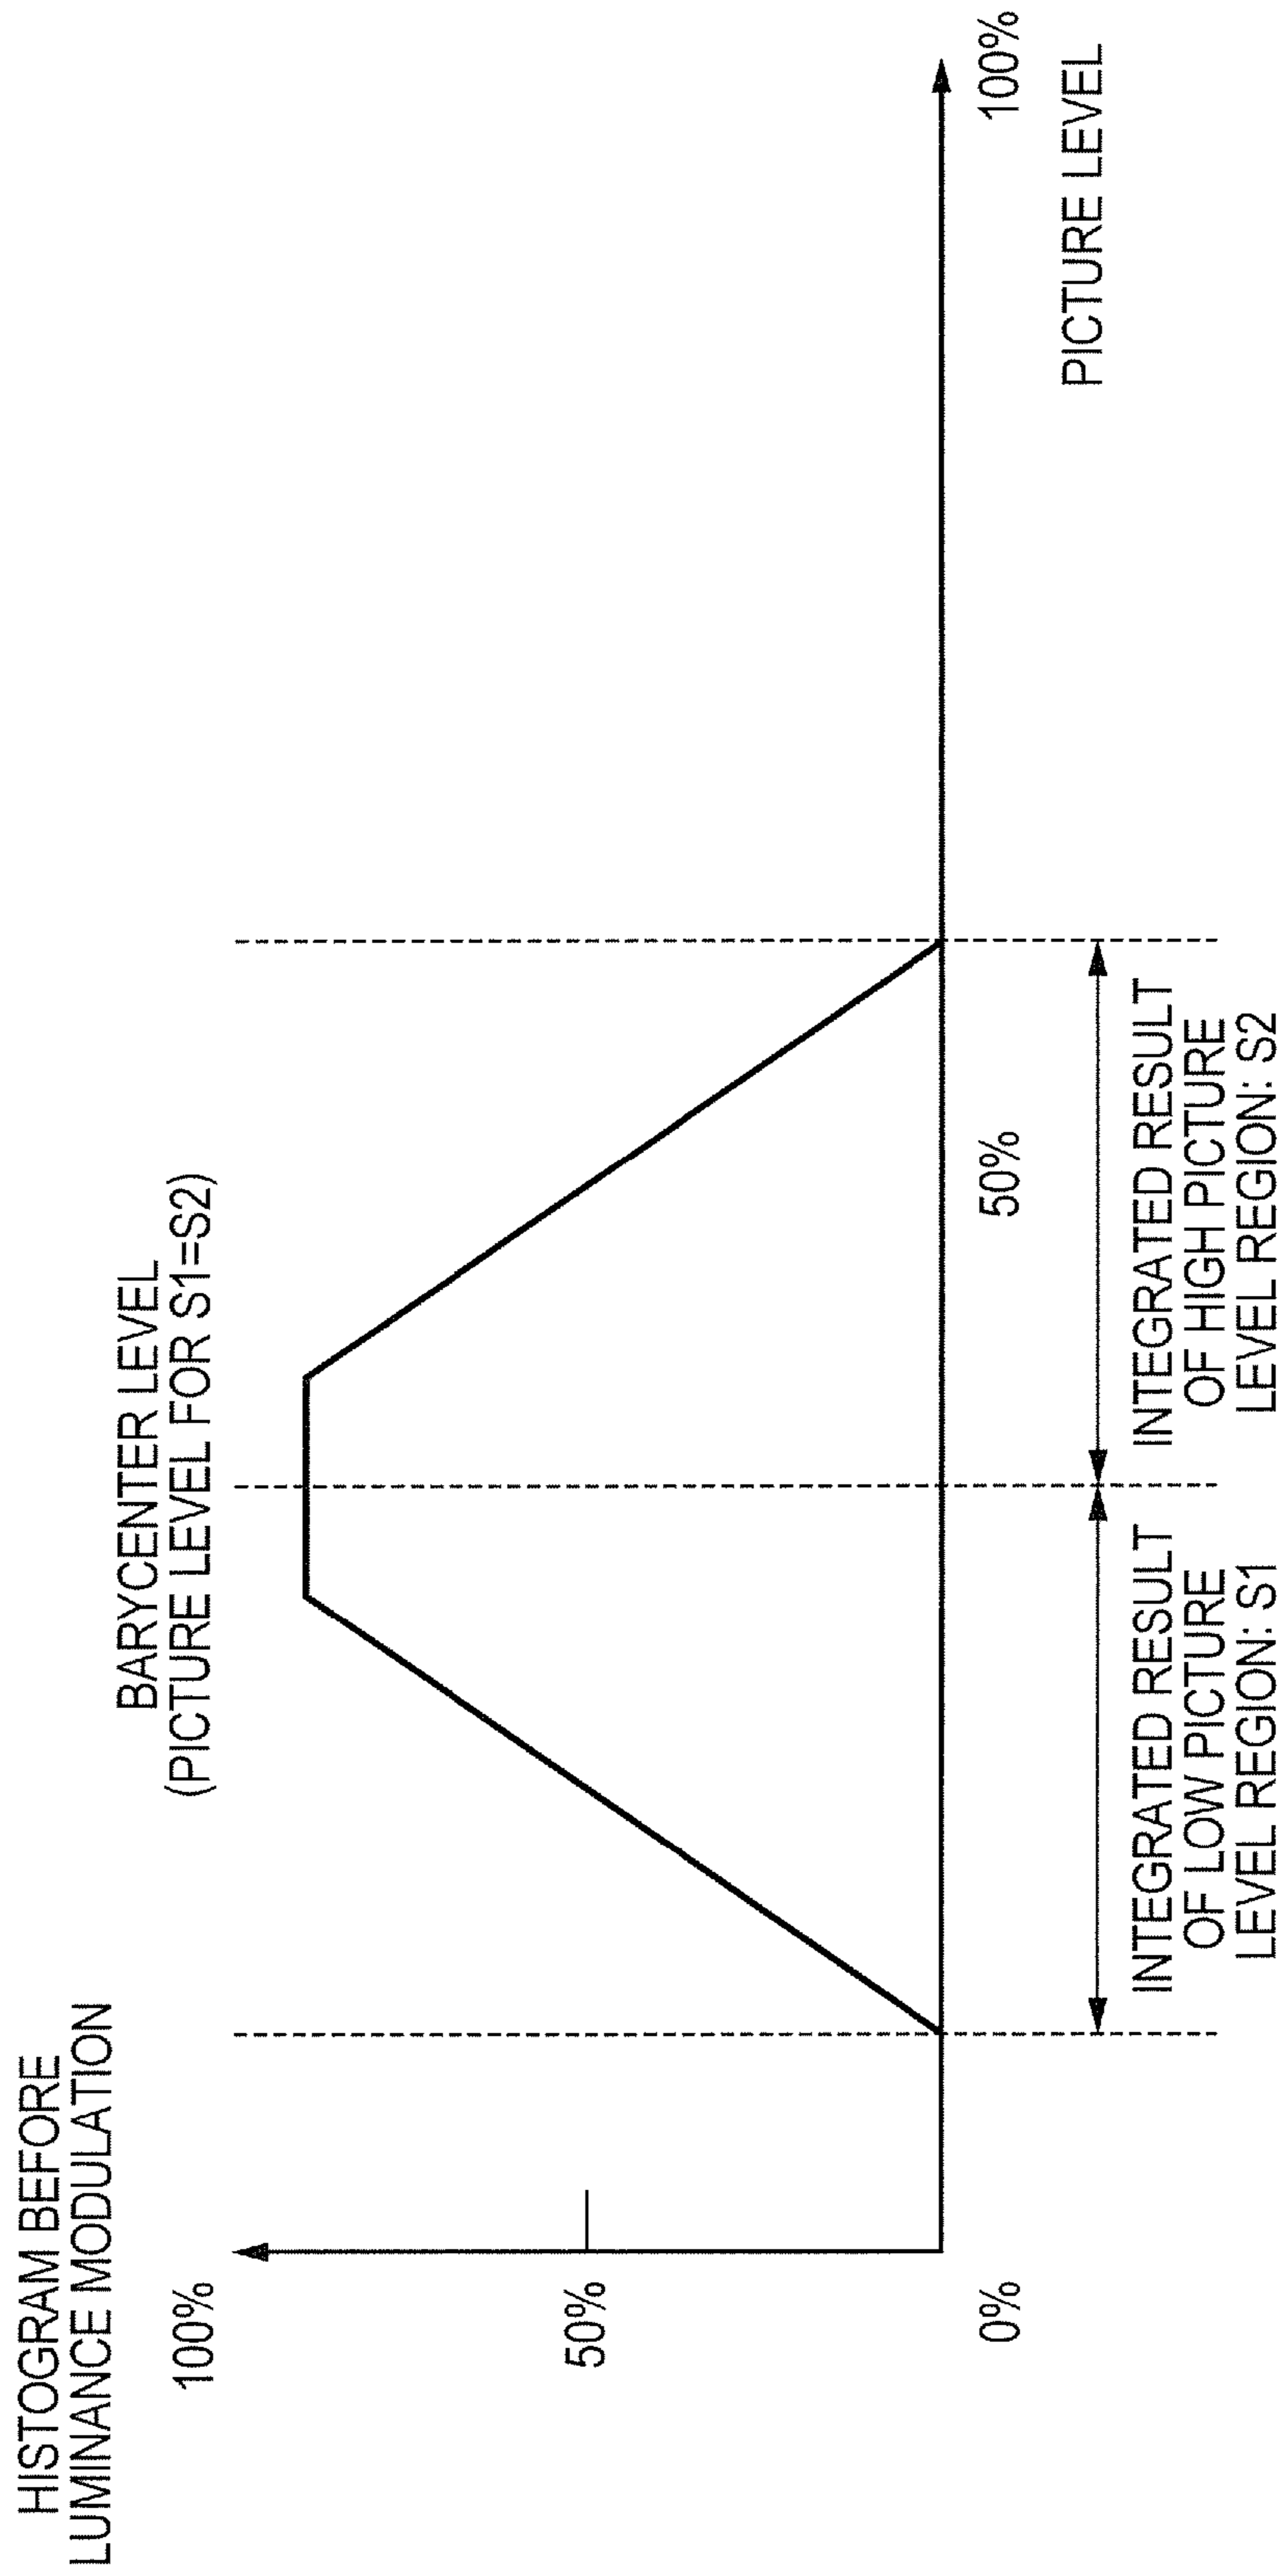 HISTOGRAM BEFORE
LUMINANCE MODULATION
100%
50%
0%
BARYCENTER LEVEL
(PICTURE LEVEL FOR S1=S2)
50%
100%
PICTURE LEVEL
INTEGRATED RESULT
OF LOW PICTURE
LEVEL REGION: S1
INTEGRATED RESULT
OF HIGH PICTURE
LEVEL REGION: S2